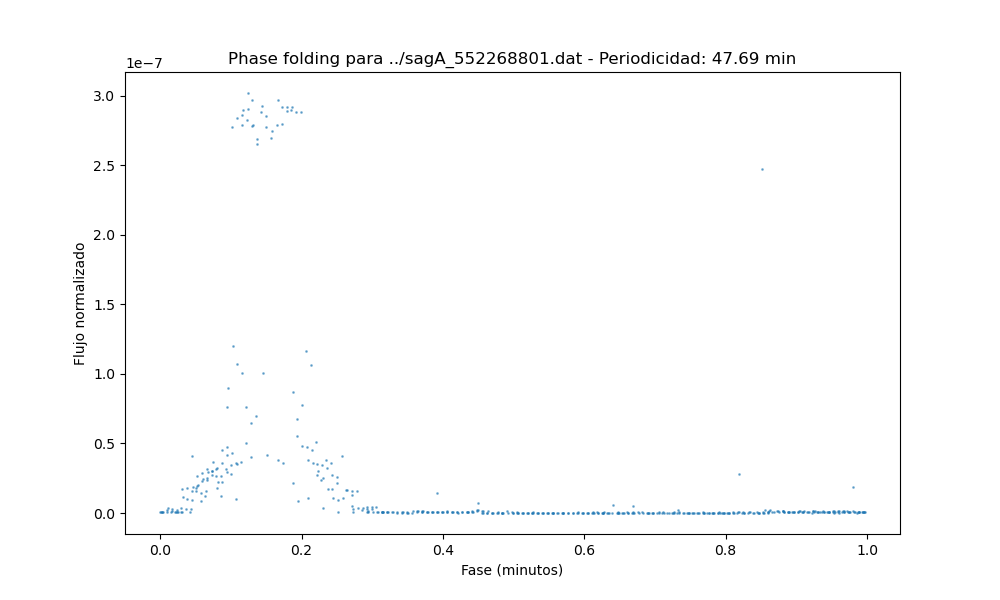 Phase folding para ../sagA_552268801.dat - Periodicidad: 47.69 min
1e−7
3.0
2.5
2.0
1.5
1.0
0.5
0.0
Flujo normalizado
0.0 0.2 0.4 0.6 0.8 1.0
Fase (minutos)